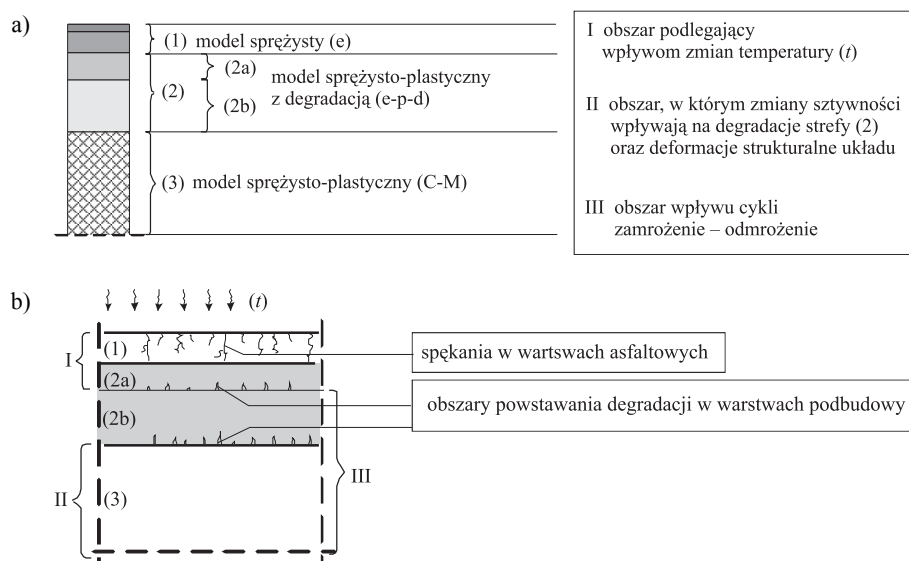 a)
(1) model sprężysty (e)
(2)
(2a)
(2b)
model sprężysto-plastyczny
z degradacją (e-p-d)
(3) model sprężysto-plastyczny (C-M)
I obszar podlegający
wpływom zmian temperatury (t)
II obszar, w którym zmiany sztywności
wpływają na degradacje strefy (2)
oraz deformacje strukturalne układu
III obszar wpływu cykli
zamrożenie – odmrożenie
b)
(t)
I
(1)
(2a)
(2b)
II
(3)
III
spękania w wartswach asfaltowych
obszary powstawania degradacji w warstwach podbudowy